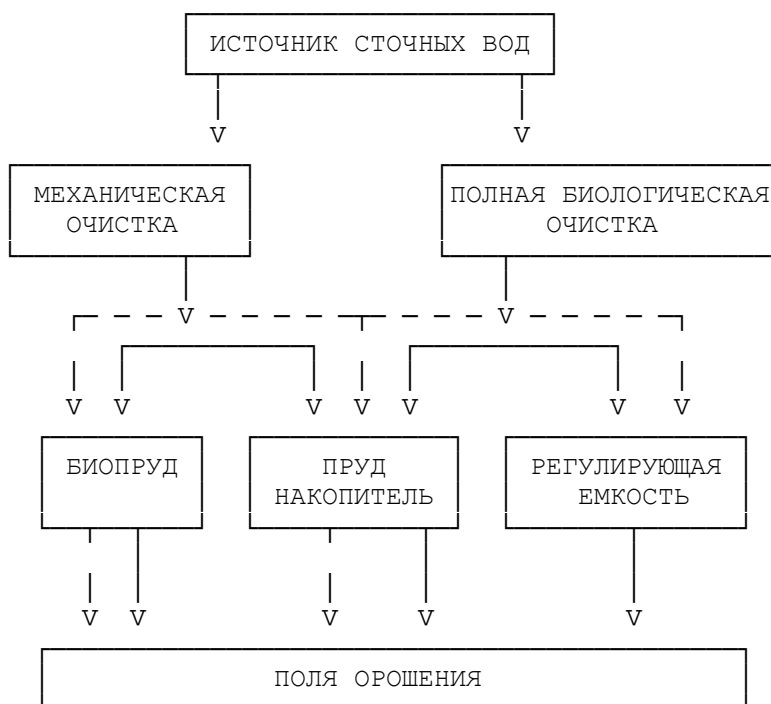 ИСТОЧНИК СТОЧНЫХ ВОД
V V
МЕХАНИЧЕСКАЯ ПОЛНАЯ БИОЛОГИЧЕСКАЯ
ОЧИСТКА ОЧИСТКА
V V
V V V V V V
БИОПРУД ПРУД РЕГУЛИРУЮЩАЯ
НАКОПИТЕЛЬ ЕМКОСТЬ
V V V V V
ПОЛЯ ОРОШЕНИЯ